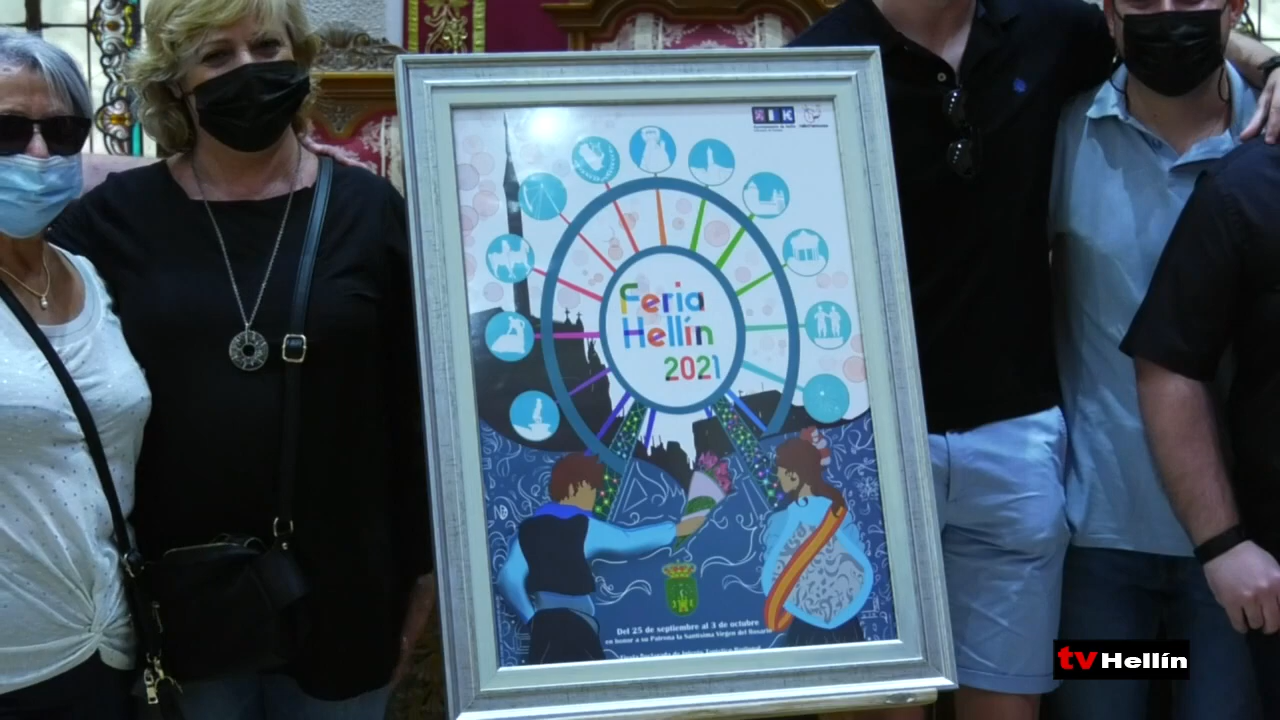 Feria
Hellín
2021
Del 25 de septiembre al 3 de octubre
en honor a su Patrona la Santísima Virgen del Rosario
tvHellín